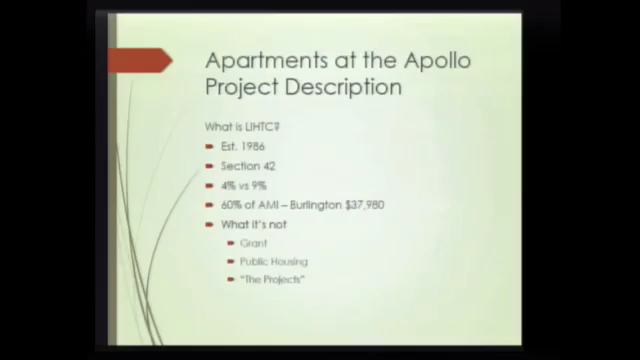 Apartments at the Apollo
Project Description
What is LIHTC?
Est. 1986
Section 42
4% vs 9%
60% of AMI – Burlington $37,980
What it's not
Grant
Public Housing
"The Projects"